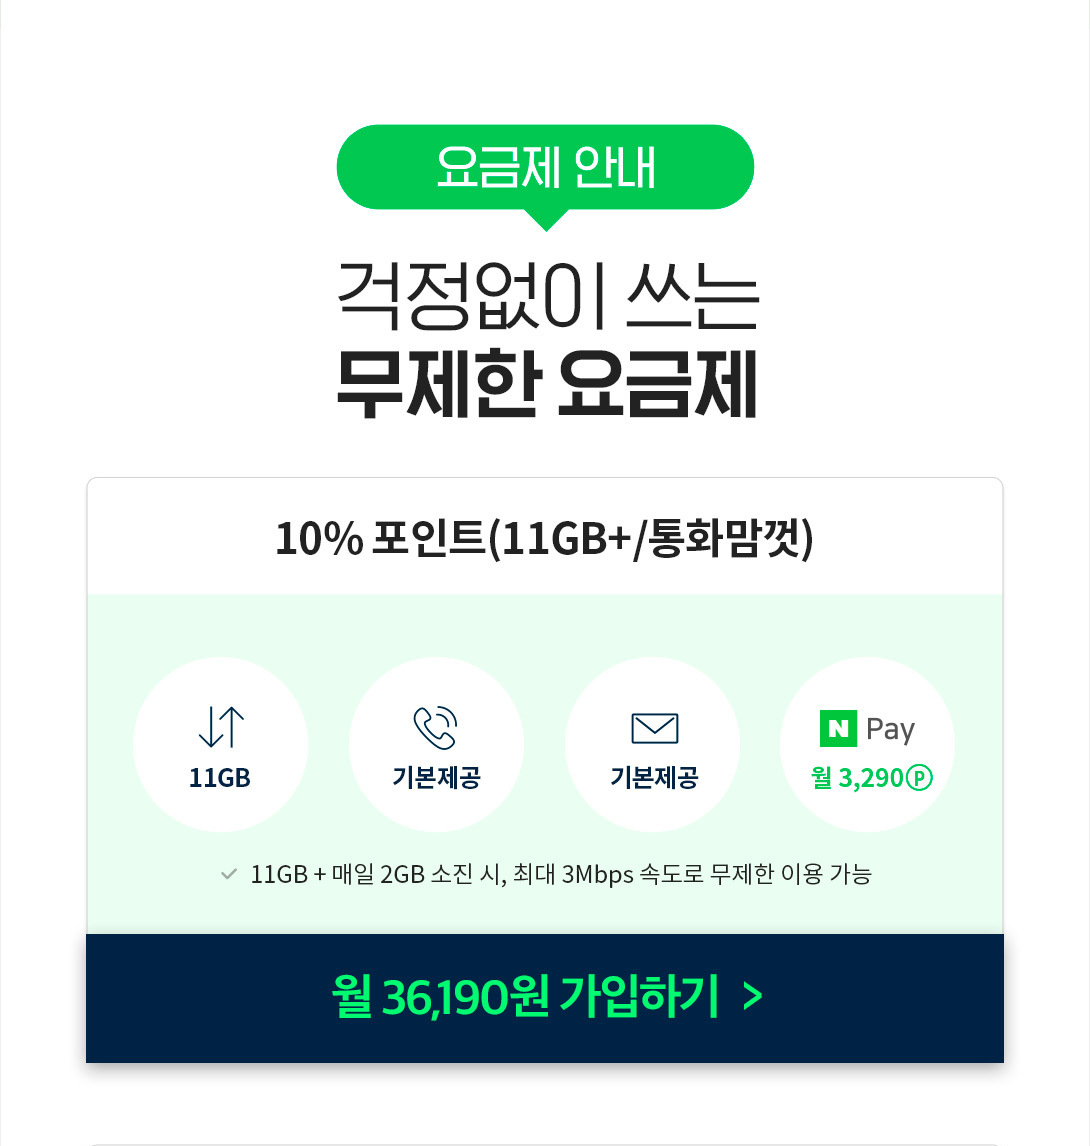 요금제 안내
걱정없이 쓰는
무제한 요금제
10% 포인트(11GB+/통화맘껏)
11GB
기본제공
기본제공
N Pay
월 3,290Ⓟ
11GB + 매일 2GB 소진 시, 최대 3Mbps 속도로 무제한 이용 가능
월 36,190원 가입하기 >